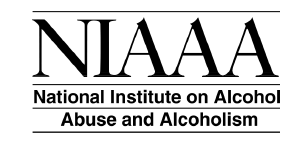 NIAAA
National Institute on Alcohol
Abuse and Alcoholism